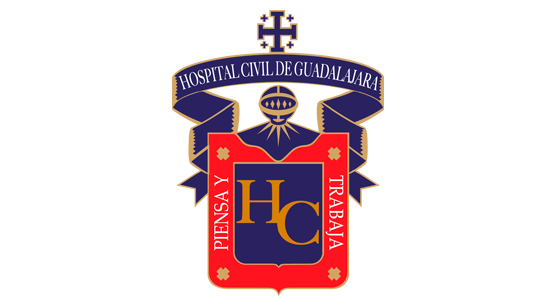 HOSPITAL CIVIL DE GUADALAJARA
PIENSA Y
TRABAJA
HC